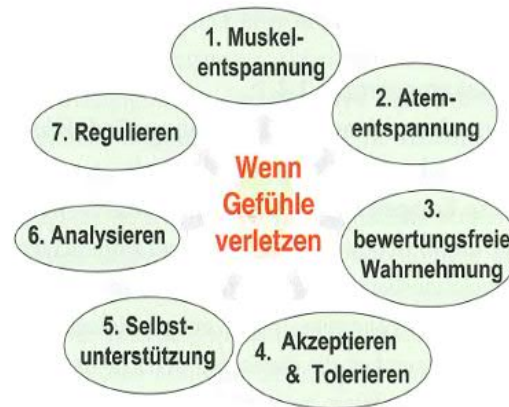 1. Muskel-
entspannung
2. Atem-
entspannung
3.
bewertungsfreie
Wahrnehmung
4. Akzeptieren
& Tolerieren
5. Selbst-
unterstützung
6. Analysieren
7. Regulieren
Wenn
Gefühle
verletzen